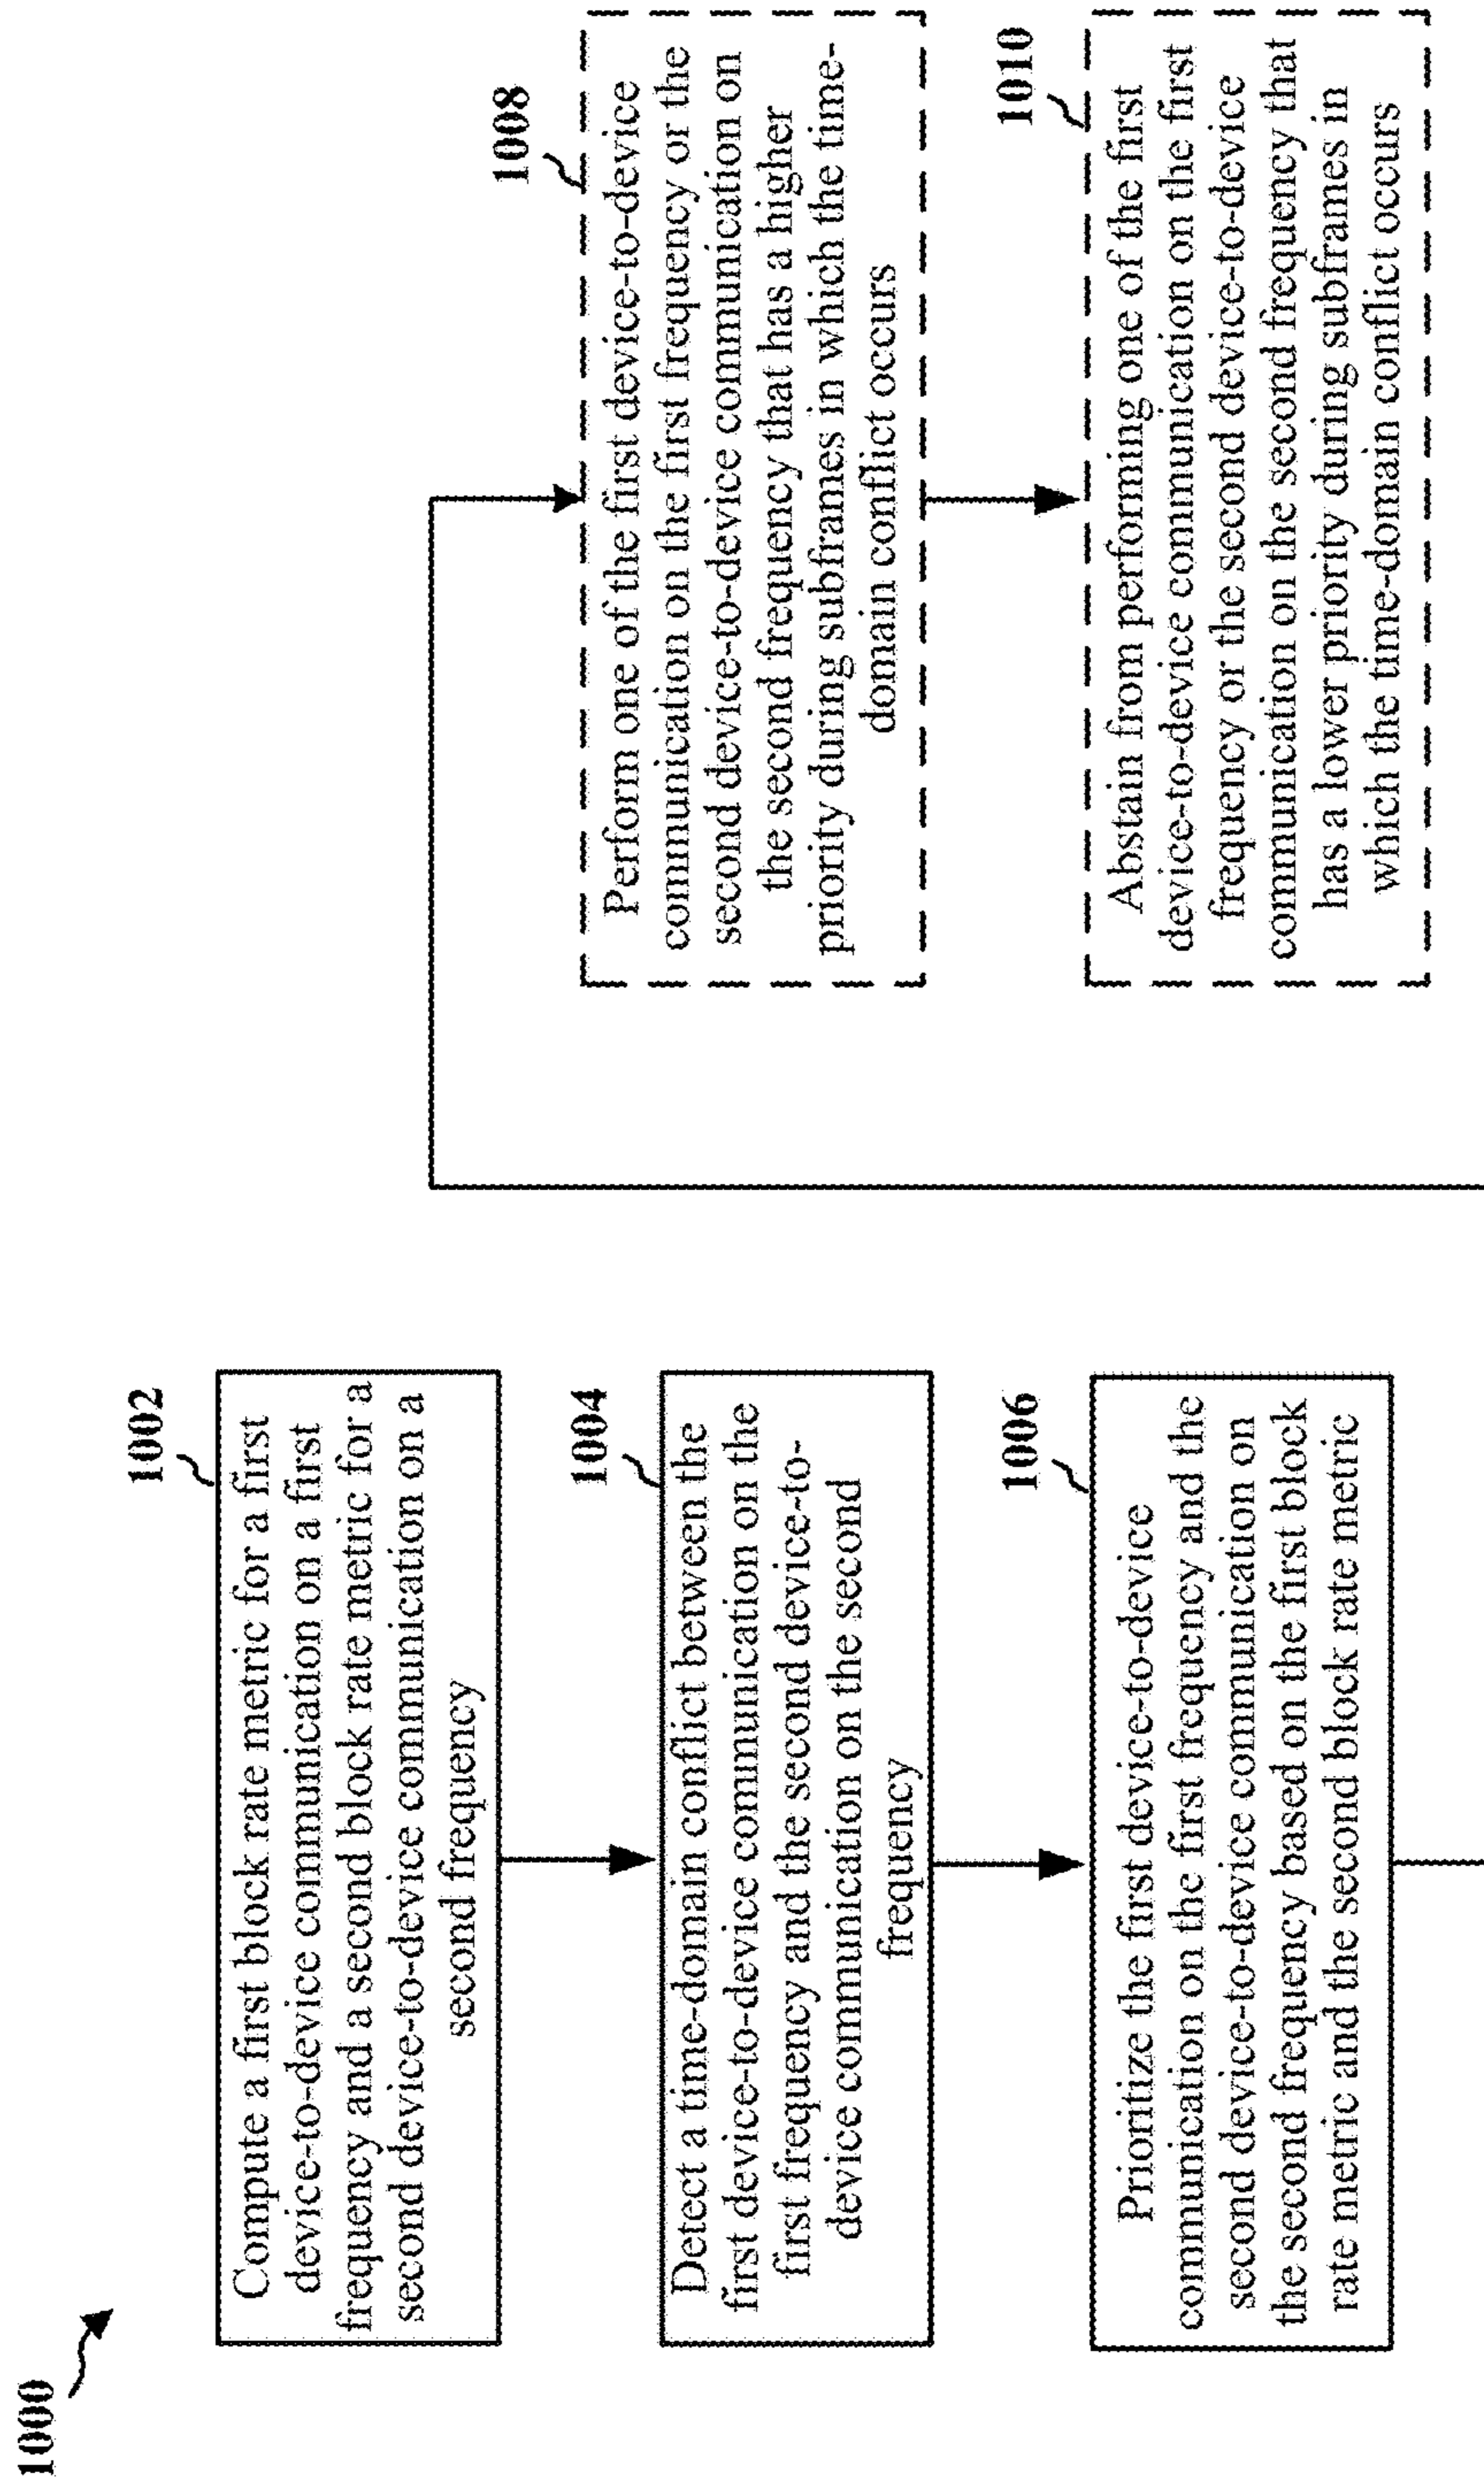 1000
1002
Compute a first block rate metric for a first
device-to-device communication on a first
frequency and a second block rate metric for a
second device-to-device communication on a
second frequency
1004
Detect a time-domain conflict between the
first device-to-device communication on the
first frequency and the second device-to-
device communication on the second
frequency
1006
Prioritize the first device-to-device
communication on the first frequency and the
second device-to-device communication on
the second frequency based on the first block
rate metric and the second block rate metric
1008
Perform one of the first device-to-device
communication on the first frequency or the
second device-to-device communication on
the second frequency that has a higher
priority during subframes in which the time-
domain conflict occurs
1010
Abstain from performing one of the first
device-to-device communication on the first
frequency or the second device-to-device
communication on the second frequency that
has a lower priority during subframes in
which the time-domain conflict occurs